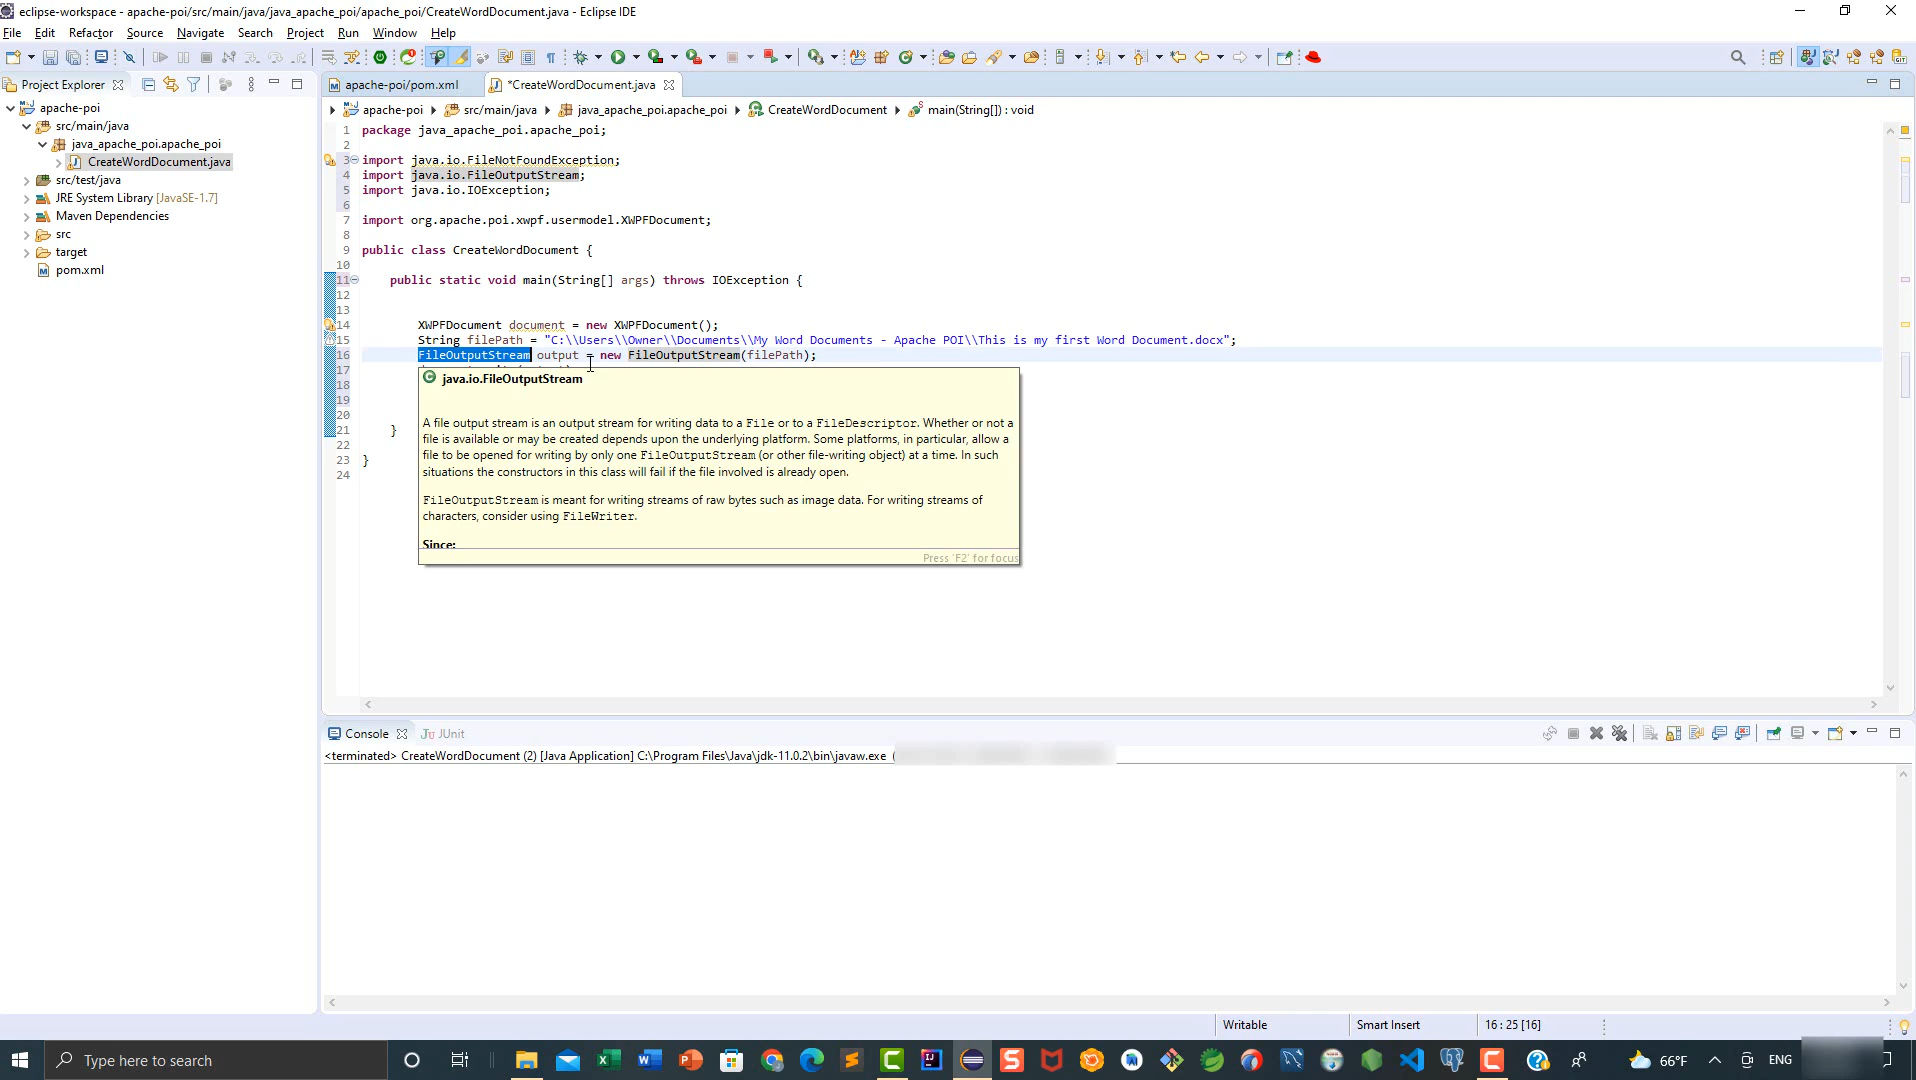 eclipse-workspace - apache-poi/src/main/java/java_apache_poi/apache_poi/CreateWordDocument.java - Eclipse IDE
File Edit Refactor Source Navigate Search Project Run Window Help
Project Explorer
apache-poi
src/main/java
java_apache_poi.apache_poi
CreateWordDocument.java
src/test/java
JRE System Library [JavaSE-1.7]
Maven Dependencies
src
target
pom.xml
apache-poi/pom.xml *CreateWordDocument.java
apache-poi src/main/java java_apache_poi.apache_poi CreateWordDocument main(String[]) : void
1 package java_apache_poi.apache_poi;
2
3 import java.io.FileNotFoundException;
4 import java.io.FileOutputStream;
5 import java.io.IOException;
6
7 import org.apache.poi.xwpf.usermodel.XWPFDocument;
8
9 public class CreateWordDocument {
10
11 public static void main(String[] args) throws IOException {
12
13
14 XWPFDocument document = new XWPFDocument();
15 String filePath = "C:\\Users\\Owner\\Documents\\My Word Documents - Apache POI\\This is my first Word Document.docx";
16 FileOutputStream output = new FileOutputStream(filePath);
17
18
19
20
21 }
22
23 }
24
java.io.FileOutputStream
A file output stream is an output stream for writing data to a File or to a FileDescriptor. Whether or not a
file is available or may be created depends upon the underlying platform. Some platforms, in particular, allow a
file to be opened for writing by only one FileOutputStream (or other file-writing object) at a time. In such
situations the constructors in this class will fail if the file involved is already open.
FileOutputStream is meant for writing streams of raw bytes such as image data. For writing streams of
characters, consider using FileWriter.
Since:
Press 'F2' for focus
Console JUnit
<terminated> CreateWordDocument (2) [Java Application] C:\Program Files\Java\jdk-11.0.2\bin\javaw.exe (
Writable Smart Insert 16 : 25 [16]
Type here to search
66°F ENG